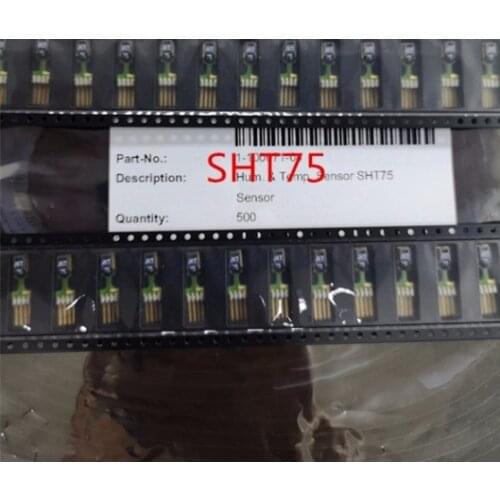 Part-No.:
SHT75
Description: Hum. & Temp. Sensor SHT75
Sensor
Quantity: 500